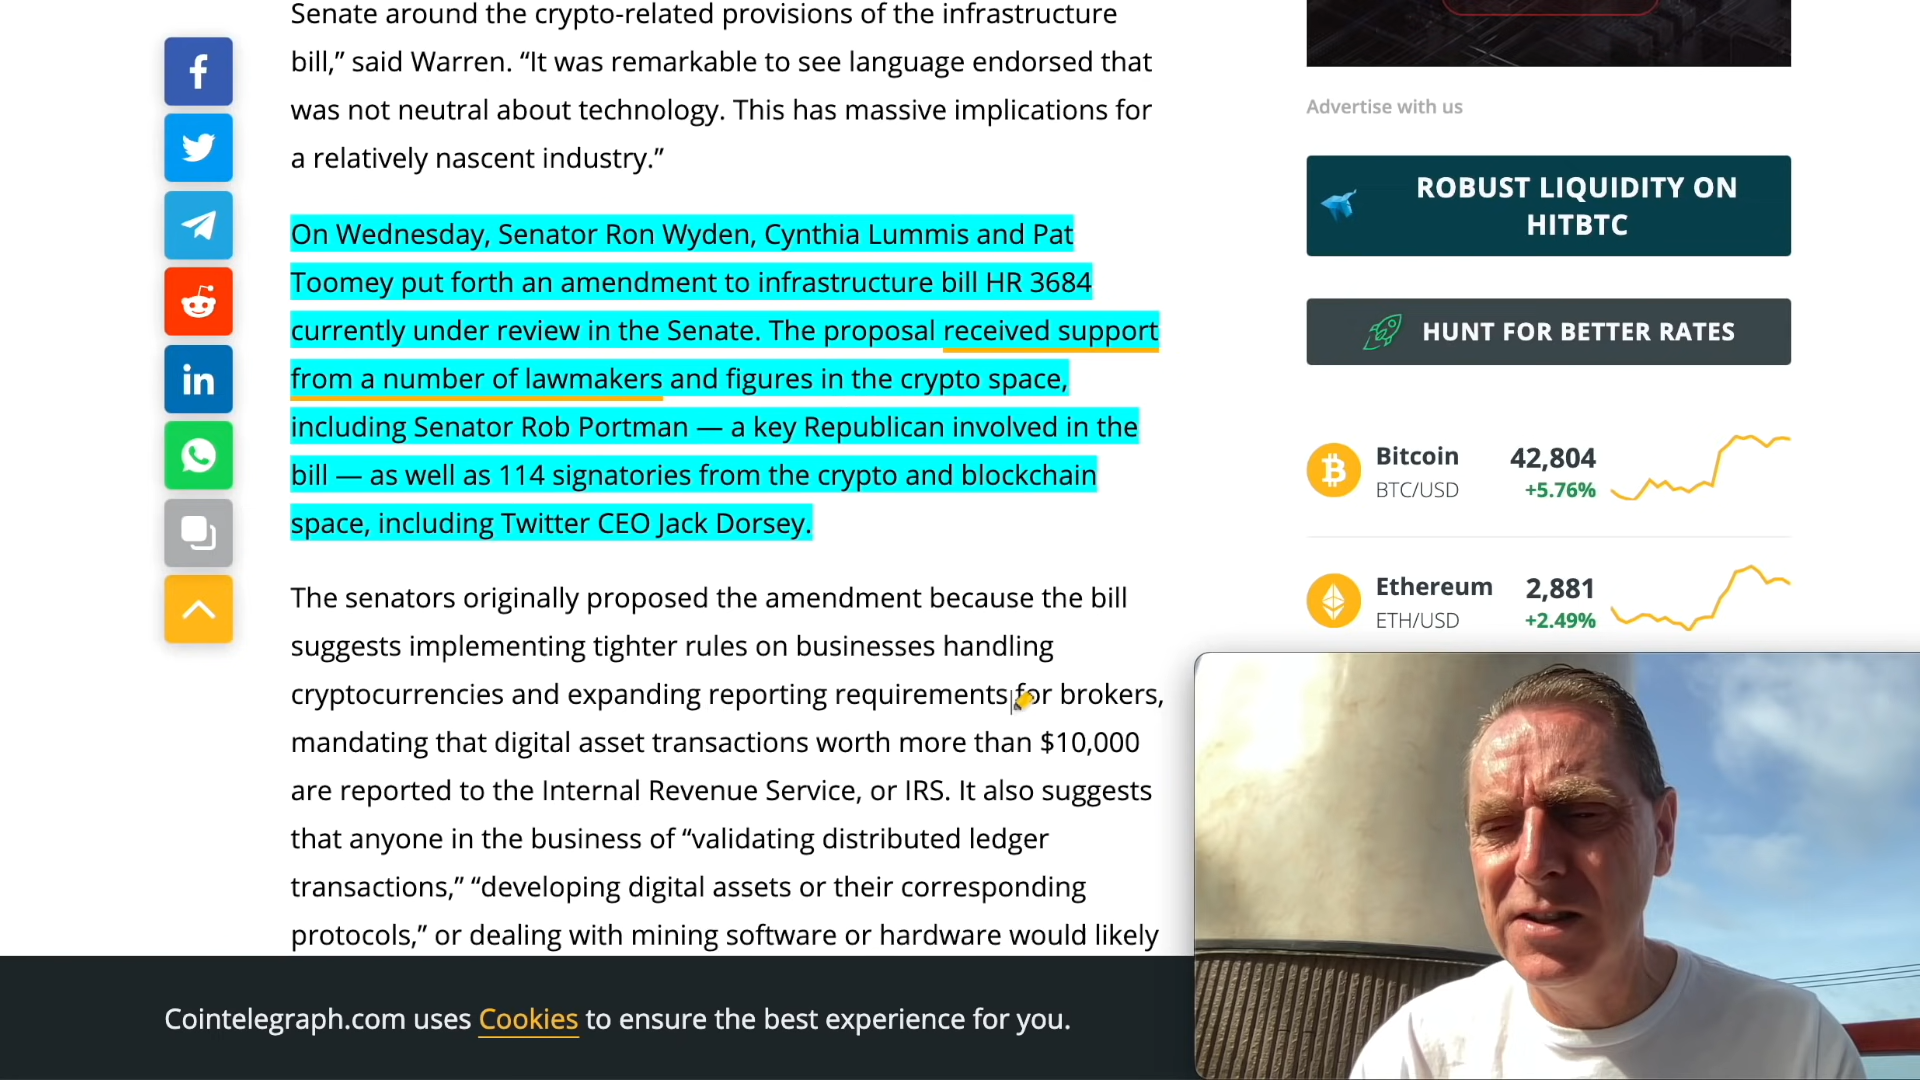 Senate around the crypto-related provisions of the infrastructure
bill,” said Warren. “It was remarkable to see language endorsed that
was not neutral about technology. This has massive implications for
a relatively nascent industry.”
On Wednesday, Senator Ron Wyden, Cynthia Lummis and Pat
Toomey put forth an amendment to infrastructure bill HR 3684
currently under review in the Senate. The proposal received support
from a number of lawmakers and figures in the crypto space,
including Senator Rob Portman — a key Republican involved in the
bill — as well as 114 signatories from the crypto and blockchain
space, including Twitter CEO Jack Dorsey.
The senators originally proposed the amendment because the bill
suggests implementing tighter rules on businesses handling
cryptocurrencies and expanding reporting requirements for brokers,
mandating that digital asset transactions worth more than $10,000
are reported to the Internal Revenue Service, or IRS. It also suggests
that anyone in the business of “validating distributed ledger
transactions,” “developing digital assets or their corresponding
protocols,” or dealing with mining software or hardware would likely
Advertise with us
ROBUST LIQUIDITY ON
HITBTC
HUNT FOR BETTER RATES
Bitcoin 42,804
BTC/USD +5.76%
Ethereum 2,881
ETH/USD +2.49%
Cointelegraph.com uses Cookies to ensure the best experience for you.